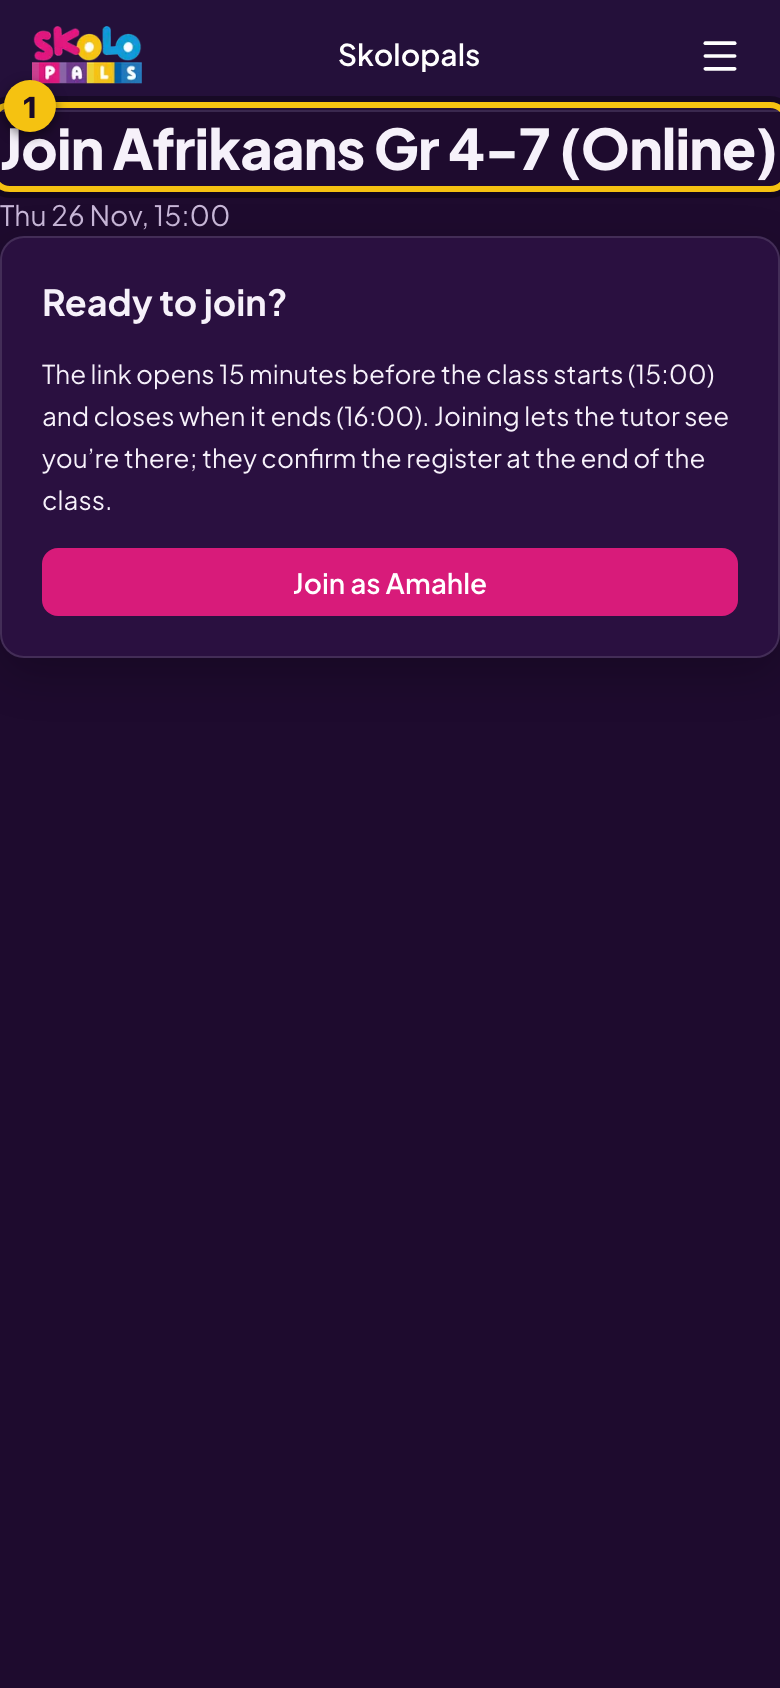 SKOLO
PALS
Skolopals
1
Join Afrikaans Gr 4–7 (Online)
Thu 26 Nov, 15:00
Ready to join?
The link opens 15 minutes before the class starts (15:00)
and closes when it ends (16:00). Joining lets the tutor see
you’re there; they confirm the register at the end of the
class.
Join as Amahle